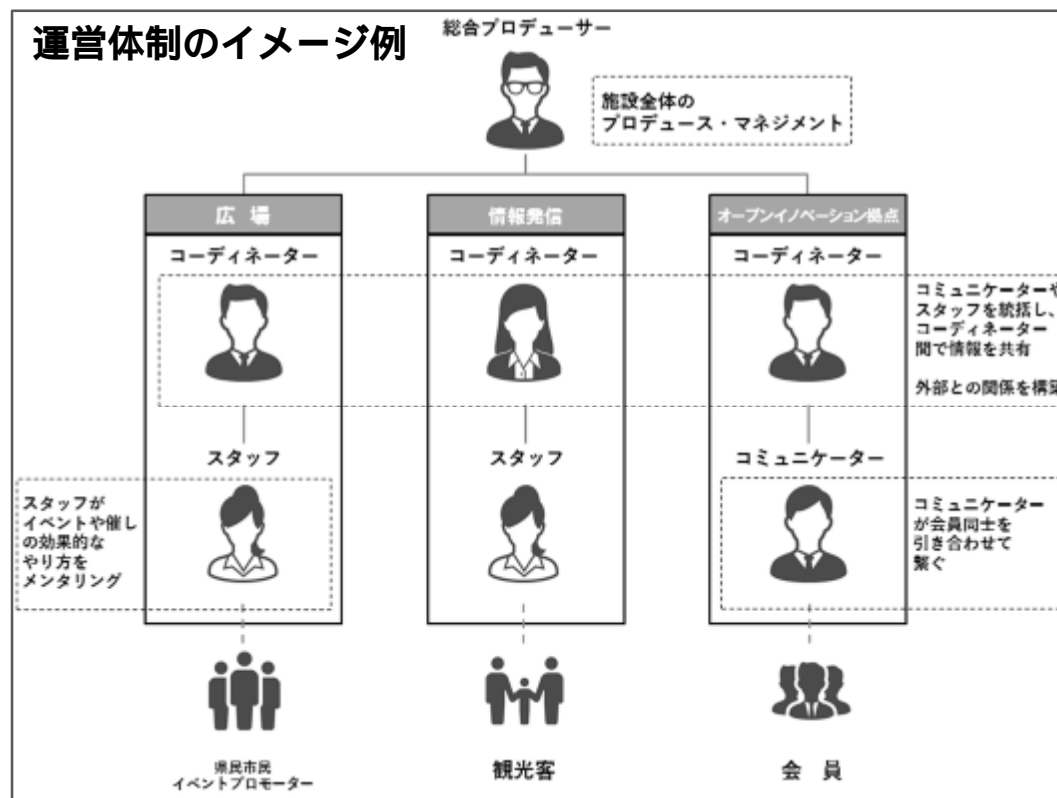 運営体制のイメージ例
総合プロデューサー
施設全体の
プロデュース・マネジメント
広場
情報発信
オープンイノベーション拠点
コーディネーター
コーディネーター
コーディネーター
コミュニケーターや
スタッフを統括し、
コーディネーター
間で情報を共有
外部との関係を構築
スタッフ
スタッフ
コミュニケーター
スタッフが
イベントや催し
の効果的な
やり方を
メンタリング
コミュニケーター
が会員同士を
引き合わせて
繋ぐ
県民市民
イベントプロモーター
観光客
会員